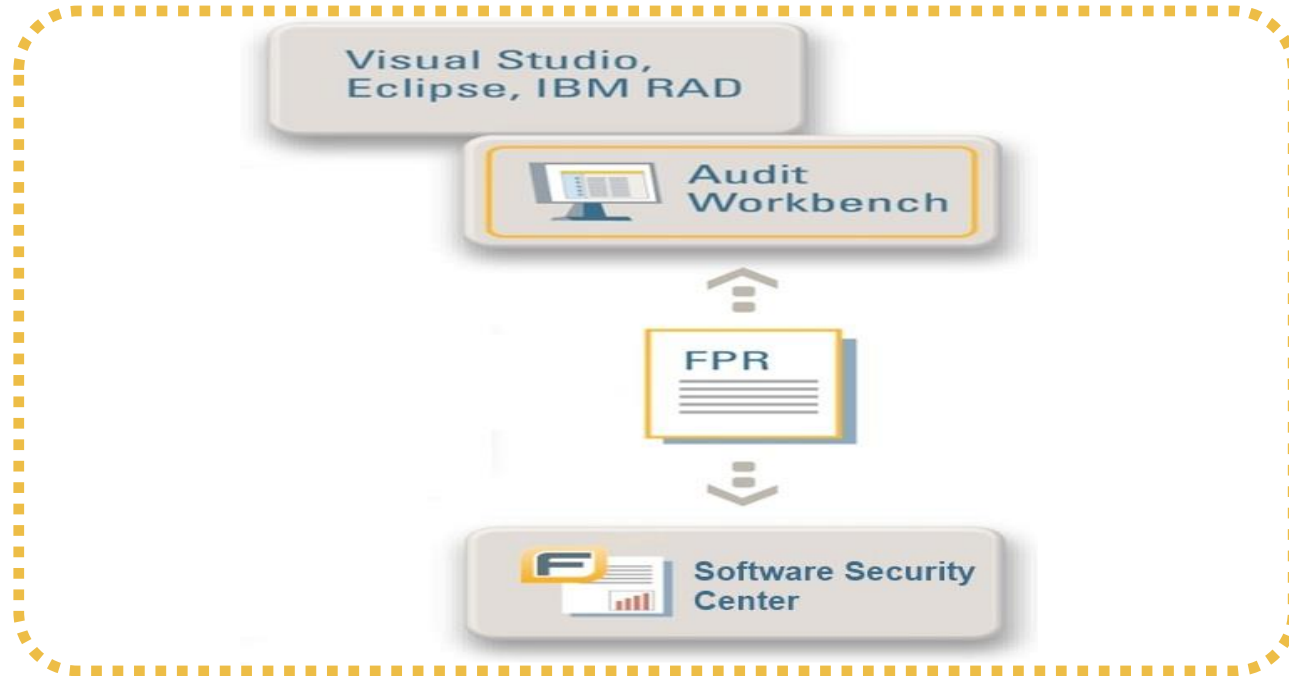 Visual Studio,
Eclipse, IBM RAD
Audit
Workbench
FPR
F
Software Security
Center